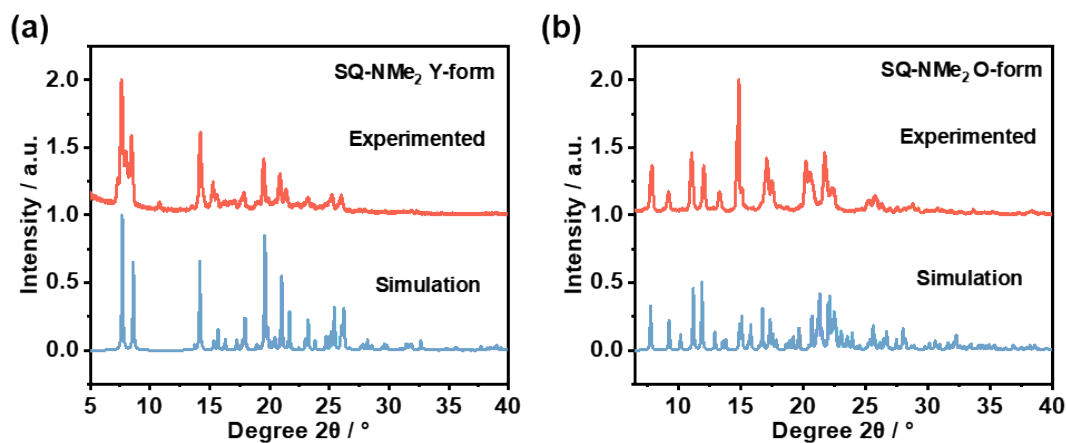 (a)
SQ-NMe₂ Y-form
Experimented
Simulation
Intensity / a.u.
2.0
1.5
1.0
0.5
0.0
5 10 15 20 25 30 35 40
Degree 2θ / °
(b)
SQ-NMe₂ O-form
Experimented
Simulation
Intensity / a.u.
2.0
1.5
1.0
0.5
0.0
10 15 20 25 30 35 40
Degree 2θ / °